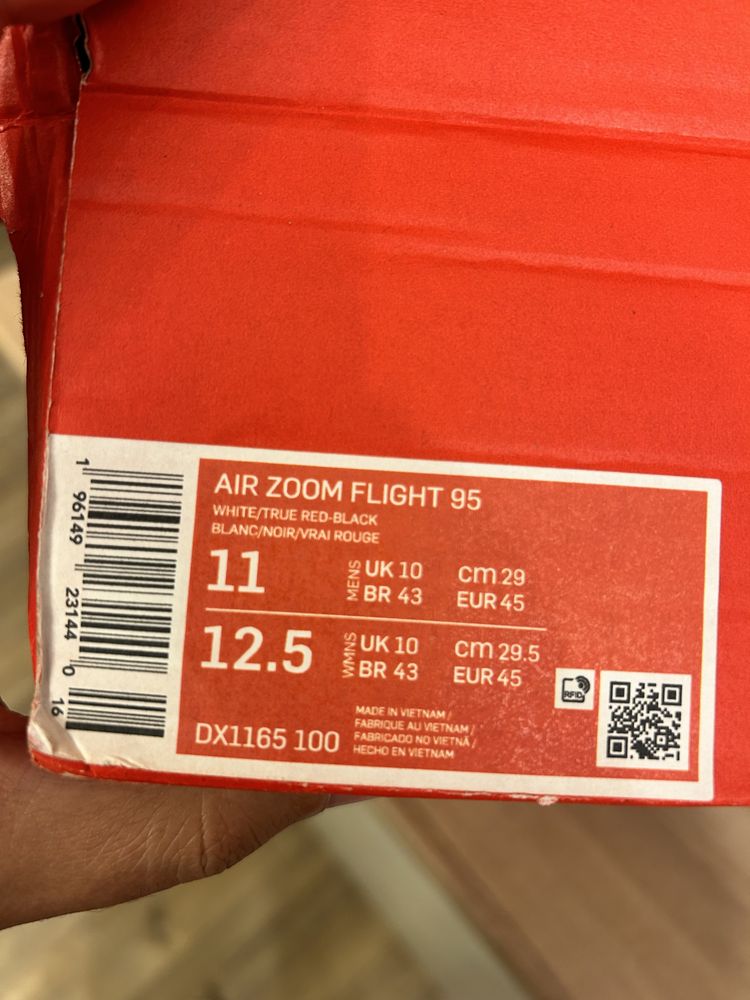 AIR ZOOM FLIGHT 95
WHITE/TRUE RED-BLACK
BLANC/NOIR/VRAI ROUGE
11
MENS
UK 10 cm 29
BR 43 EUR 45
12.5
WMNS
UK 10 cm 29.5
BR 43 EUR 45
RFID
DX1165 100
MADE IN VIETNAM /
FABRIQUE AU VIETNAM /
FABRICADO NO VIETNÃ /
HECHO EN VIETNAM
1 96149 23144 0 16